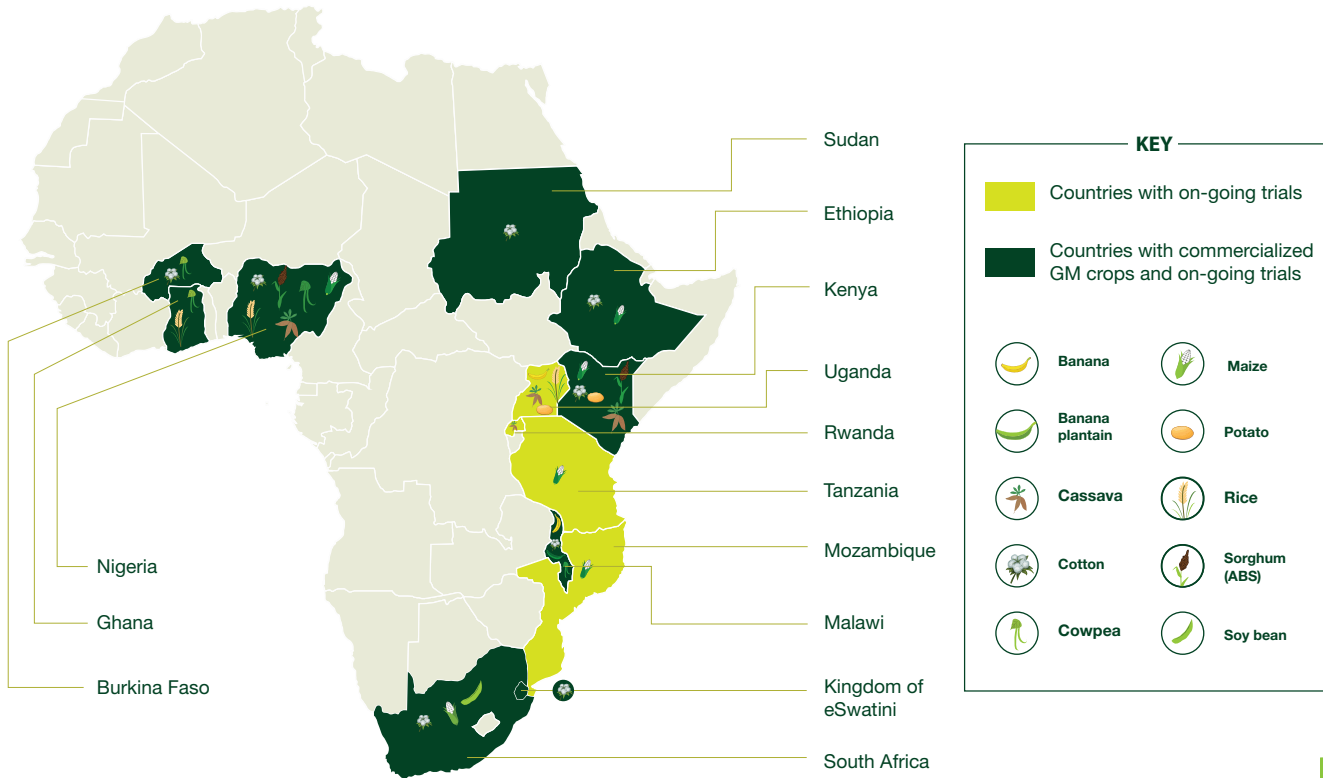 Sudan
Ethiopia
Kenya
Uganda
Rwanda
Tanzania
Mozambique
Malawi
Kingdom of
eSwatini
South Africa
Nigeria
Ghana
Burkina Faso
KEY
Countries with on-going trials
Countries with commercialized
GM crops and on-going trials
Banana
Maize
Banana
plantain
Potato
Cassava
Rice
Cotton
Sorghum
(ABS)
Cowpea
Soy bean